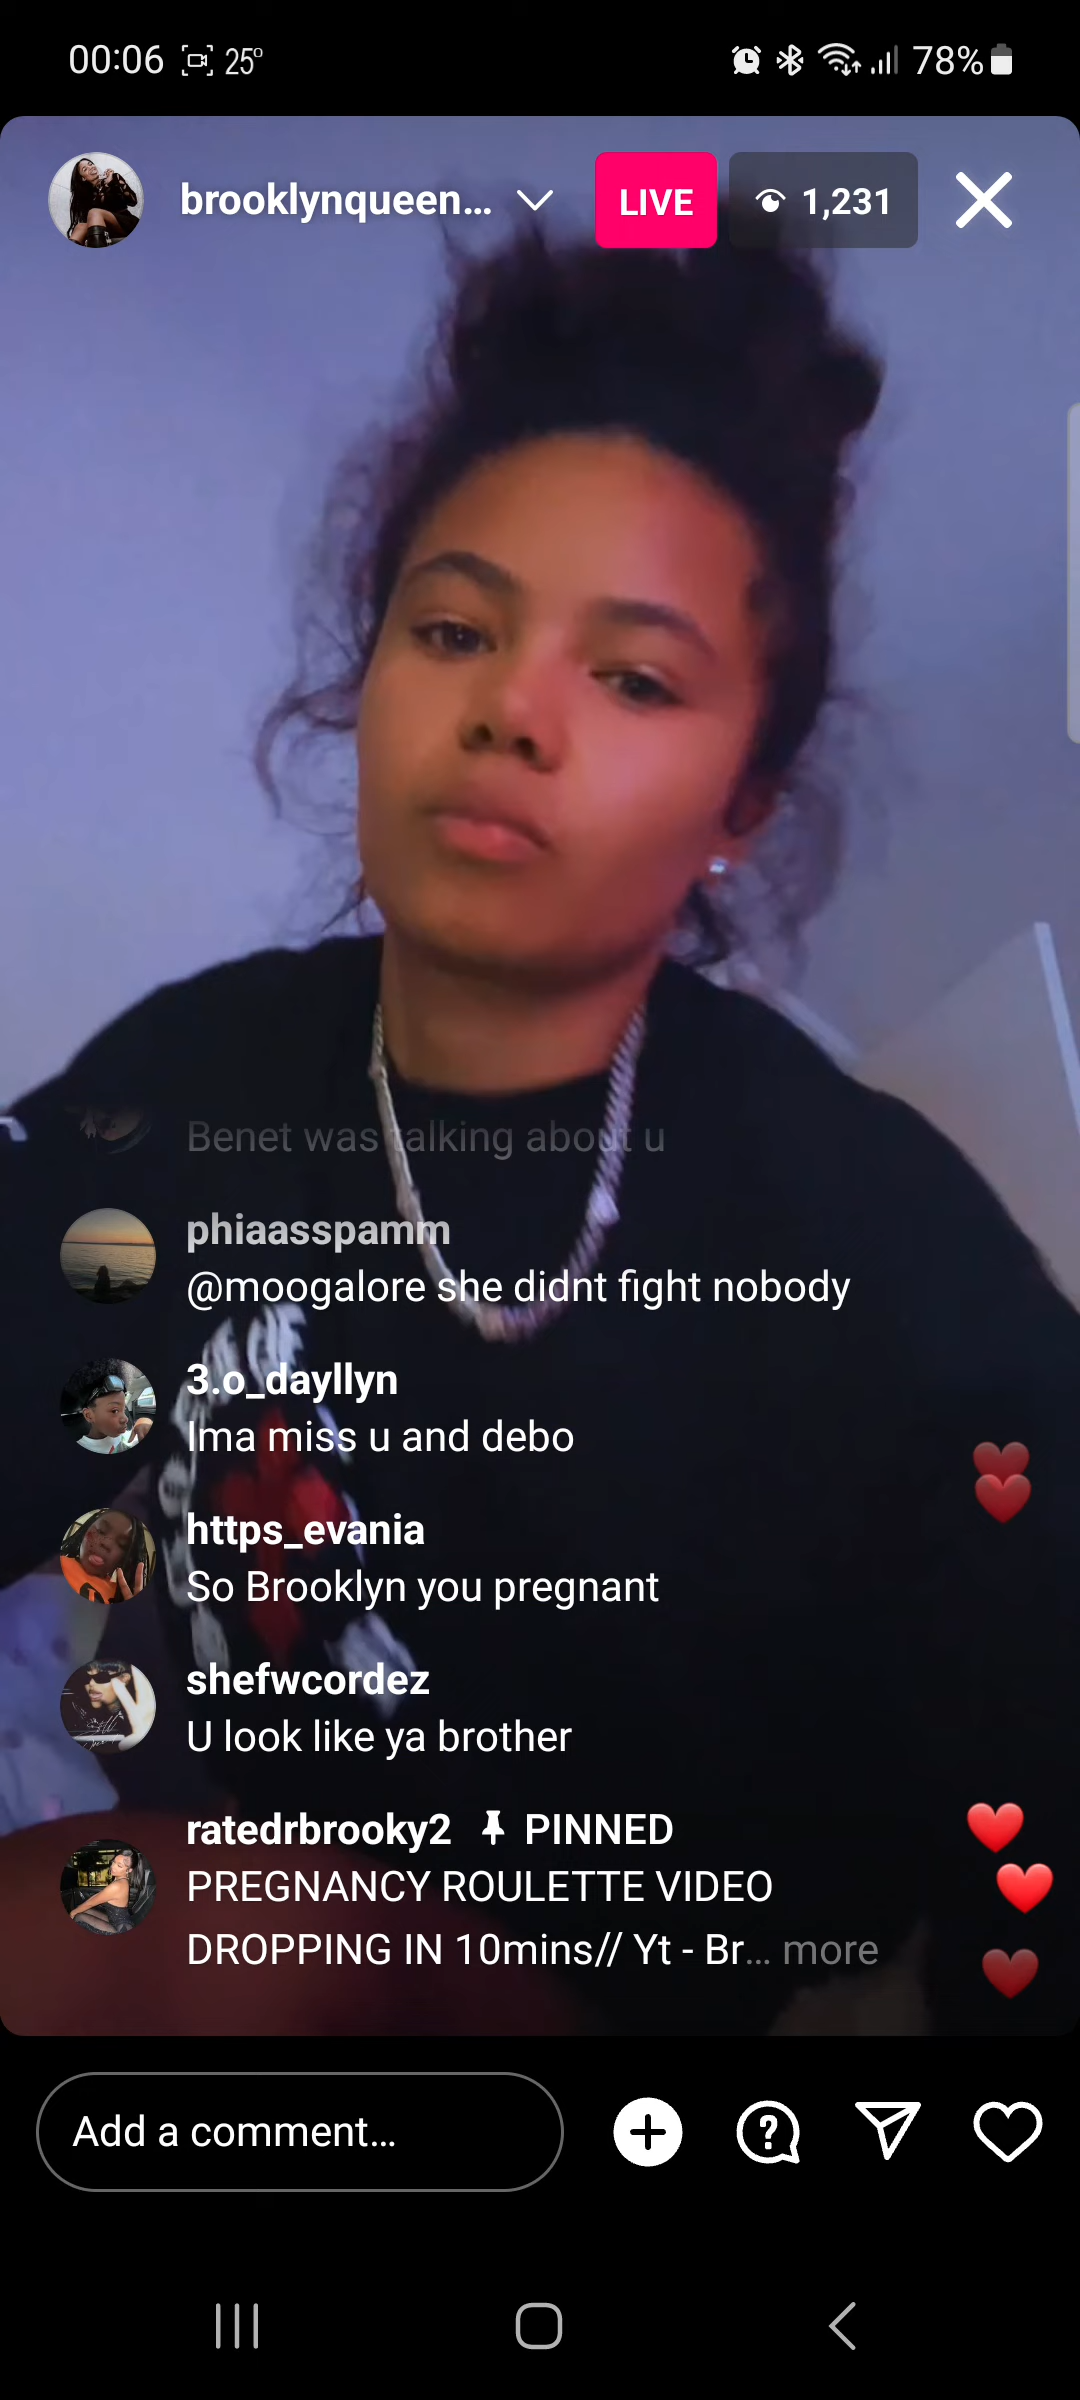 00:06 25°
78%
brooklynqueen...
LIVE
1,231
Benet was talking about u
phiaasspamm
@moogalore she didnt fight nobody
3.o_dayllyn
Ima miss u and debo
https_evania
So Brooklyn you pregnant
shefwcordez
U look like ya brother
ratedrbrooky2 PINNED
PREGNANCY ROULETTE VIDEO
DROPPING IN 10mins// Yt - Br... more
Add a comment...